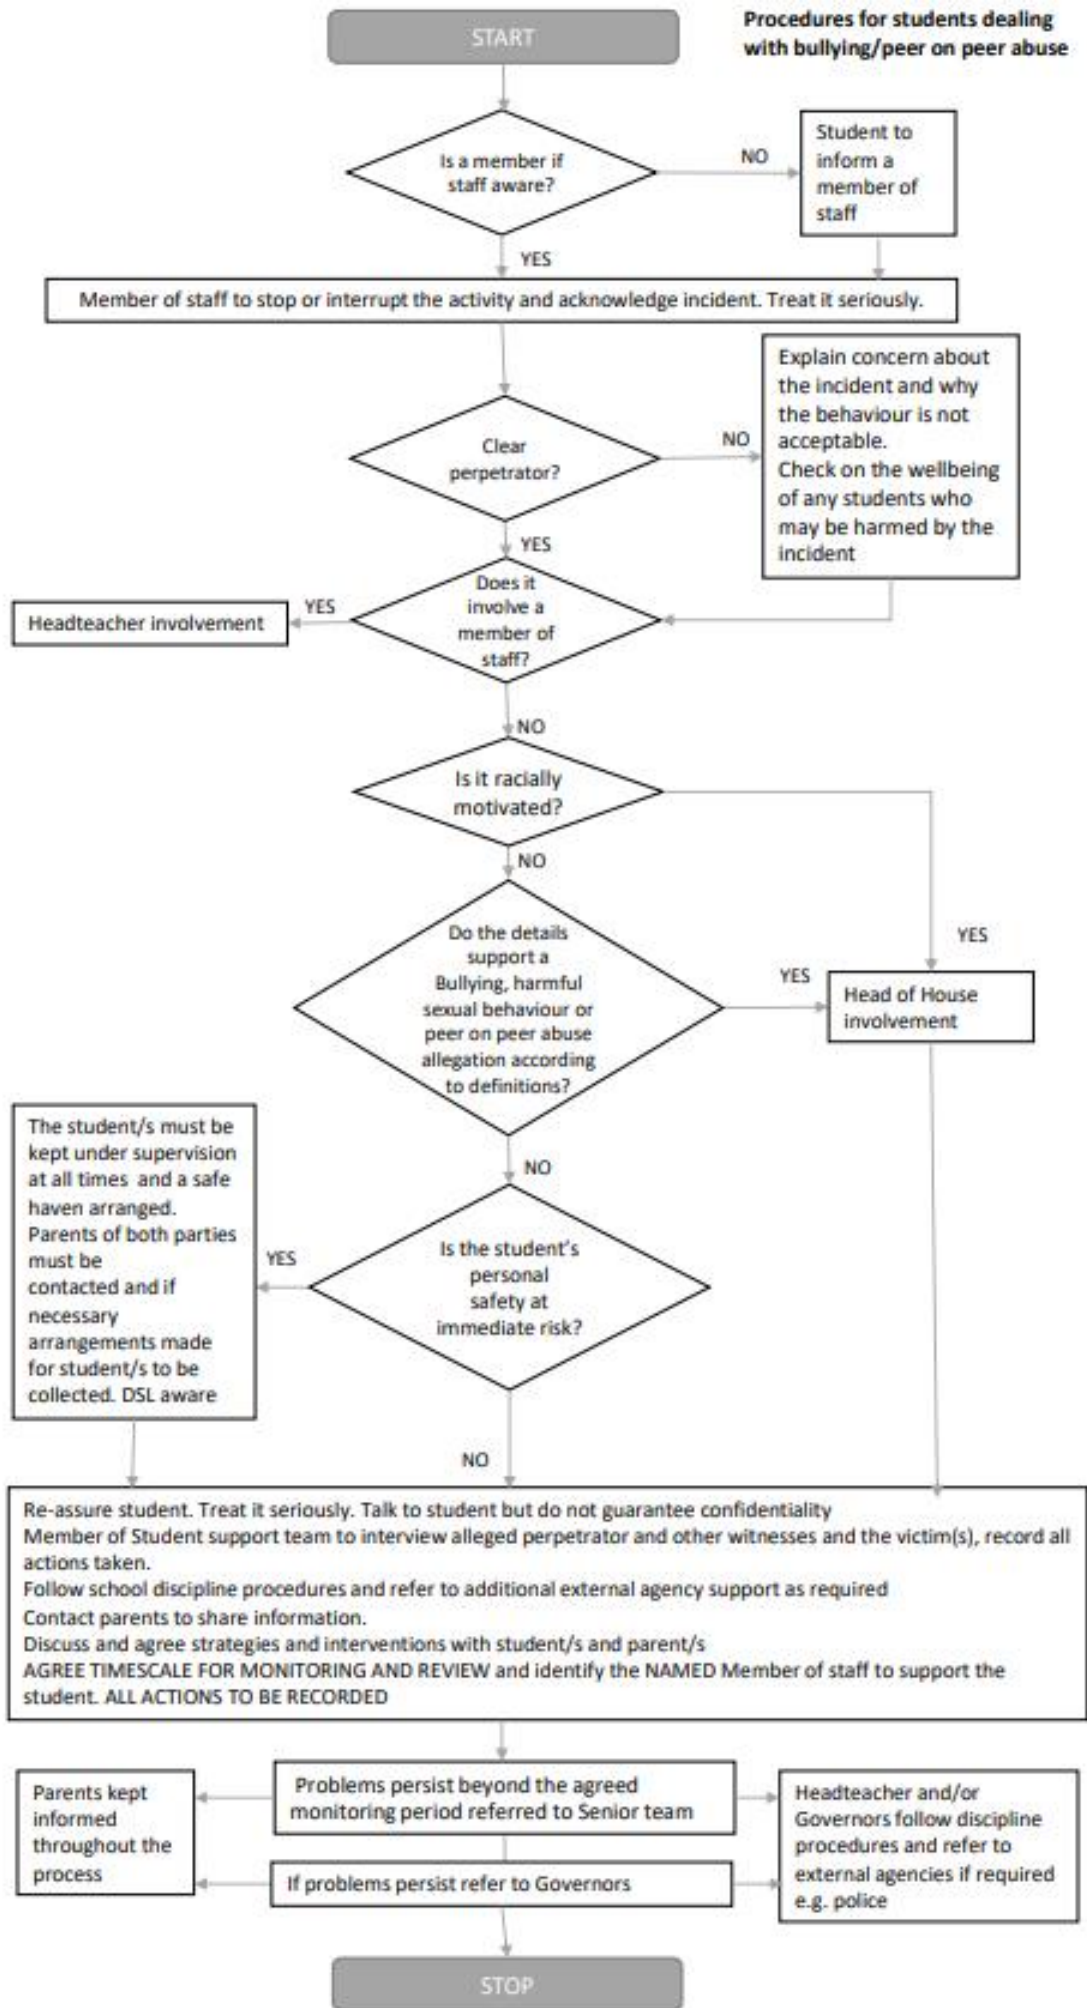 START
Procedures for students dealing
with bullying/peer on peer abuse
Is a member if
staff aware?
NO
Student to
inform a
member of
staff
YES
Member of staff to stop or interrupt the activity and acknowledge incident. Treat it seriously.
Clear
perpetrator?
NO
Explain concern about
the incident and why
the behaviour is not
acceptable.
Check on the wellbeing
of any students who
may be harmed by the
incident
YES
Does it
involve a
member of
staff?
YES
Headteacher involvement
NO
Is it racially
motivated?
NO
YES
Do the details
support a
Bullying, harmful
sexual behaviour or
peer on peer abuse
allegation according
to definitions?
YES
Head of House
involvement
NO
Is the student's
personal
safety at
immediate risk?
YES
The student/s must be
kept under supervision
at all times and a safe
haven arranged.
Parents of both parties
must be
contacted and if
necessary
arrangements made
for student/s to be
collected. DSL aware
NO
Re-assure student. Treat it seriously. Talk to student but do not guarantee confidentiality
Member of Student support team to interview alleged perpetrator and other witnesses and the victim(s), record all
actions taken.
Follow school discipline procedures and refer to additional external agency support as required
Contact parents to share information.
Discuss and agree strategies and interventions with student/s and parent/s
AGREE TIMESCALE FOR MONITORING AND REVIEW and identify the NAMED Member of staff to support the
student. ALL ACTIONS TO BE RECORDED
Problems persist beyond the agreed
monitoring period referred to Senior team
Parents kept
informed
throughout the
process
Headteacher and/or
Governors follow discipline
procedures and refer to
external agencies if required
e.g. police
If problems persist refer to Governors
STOP